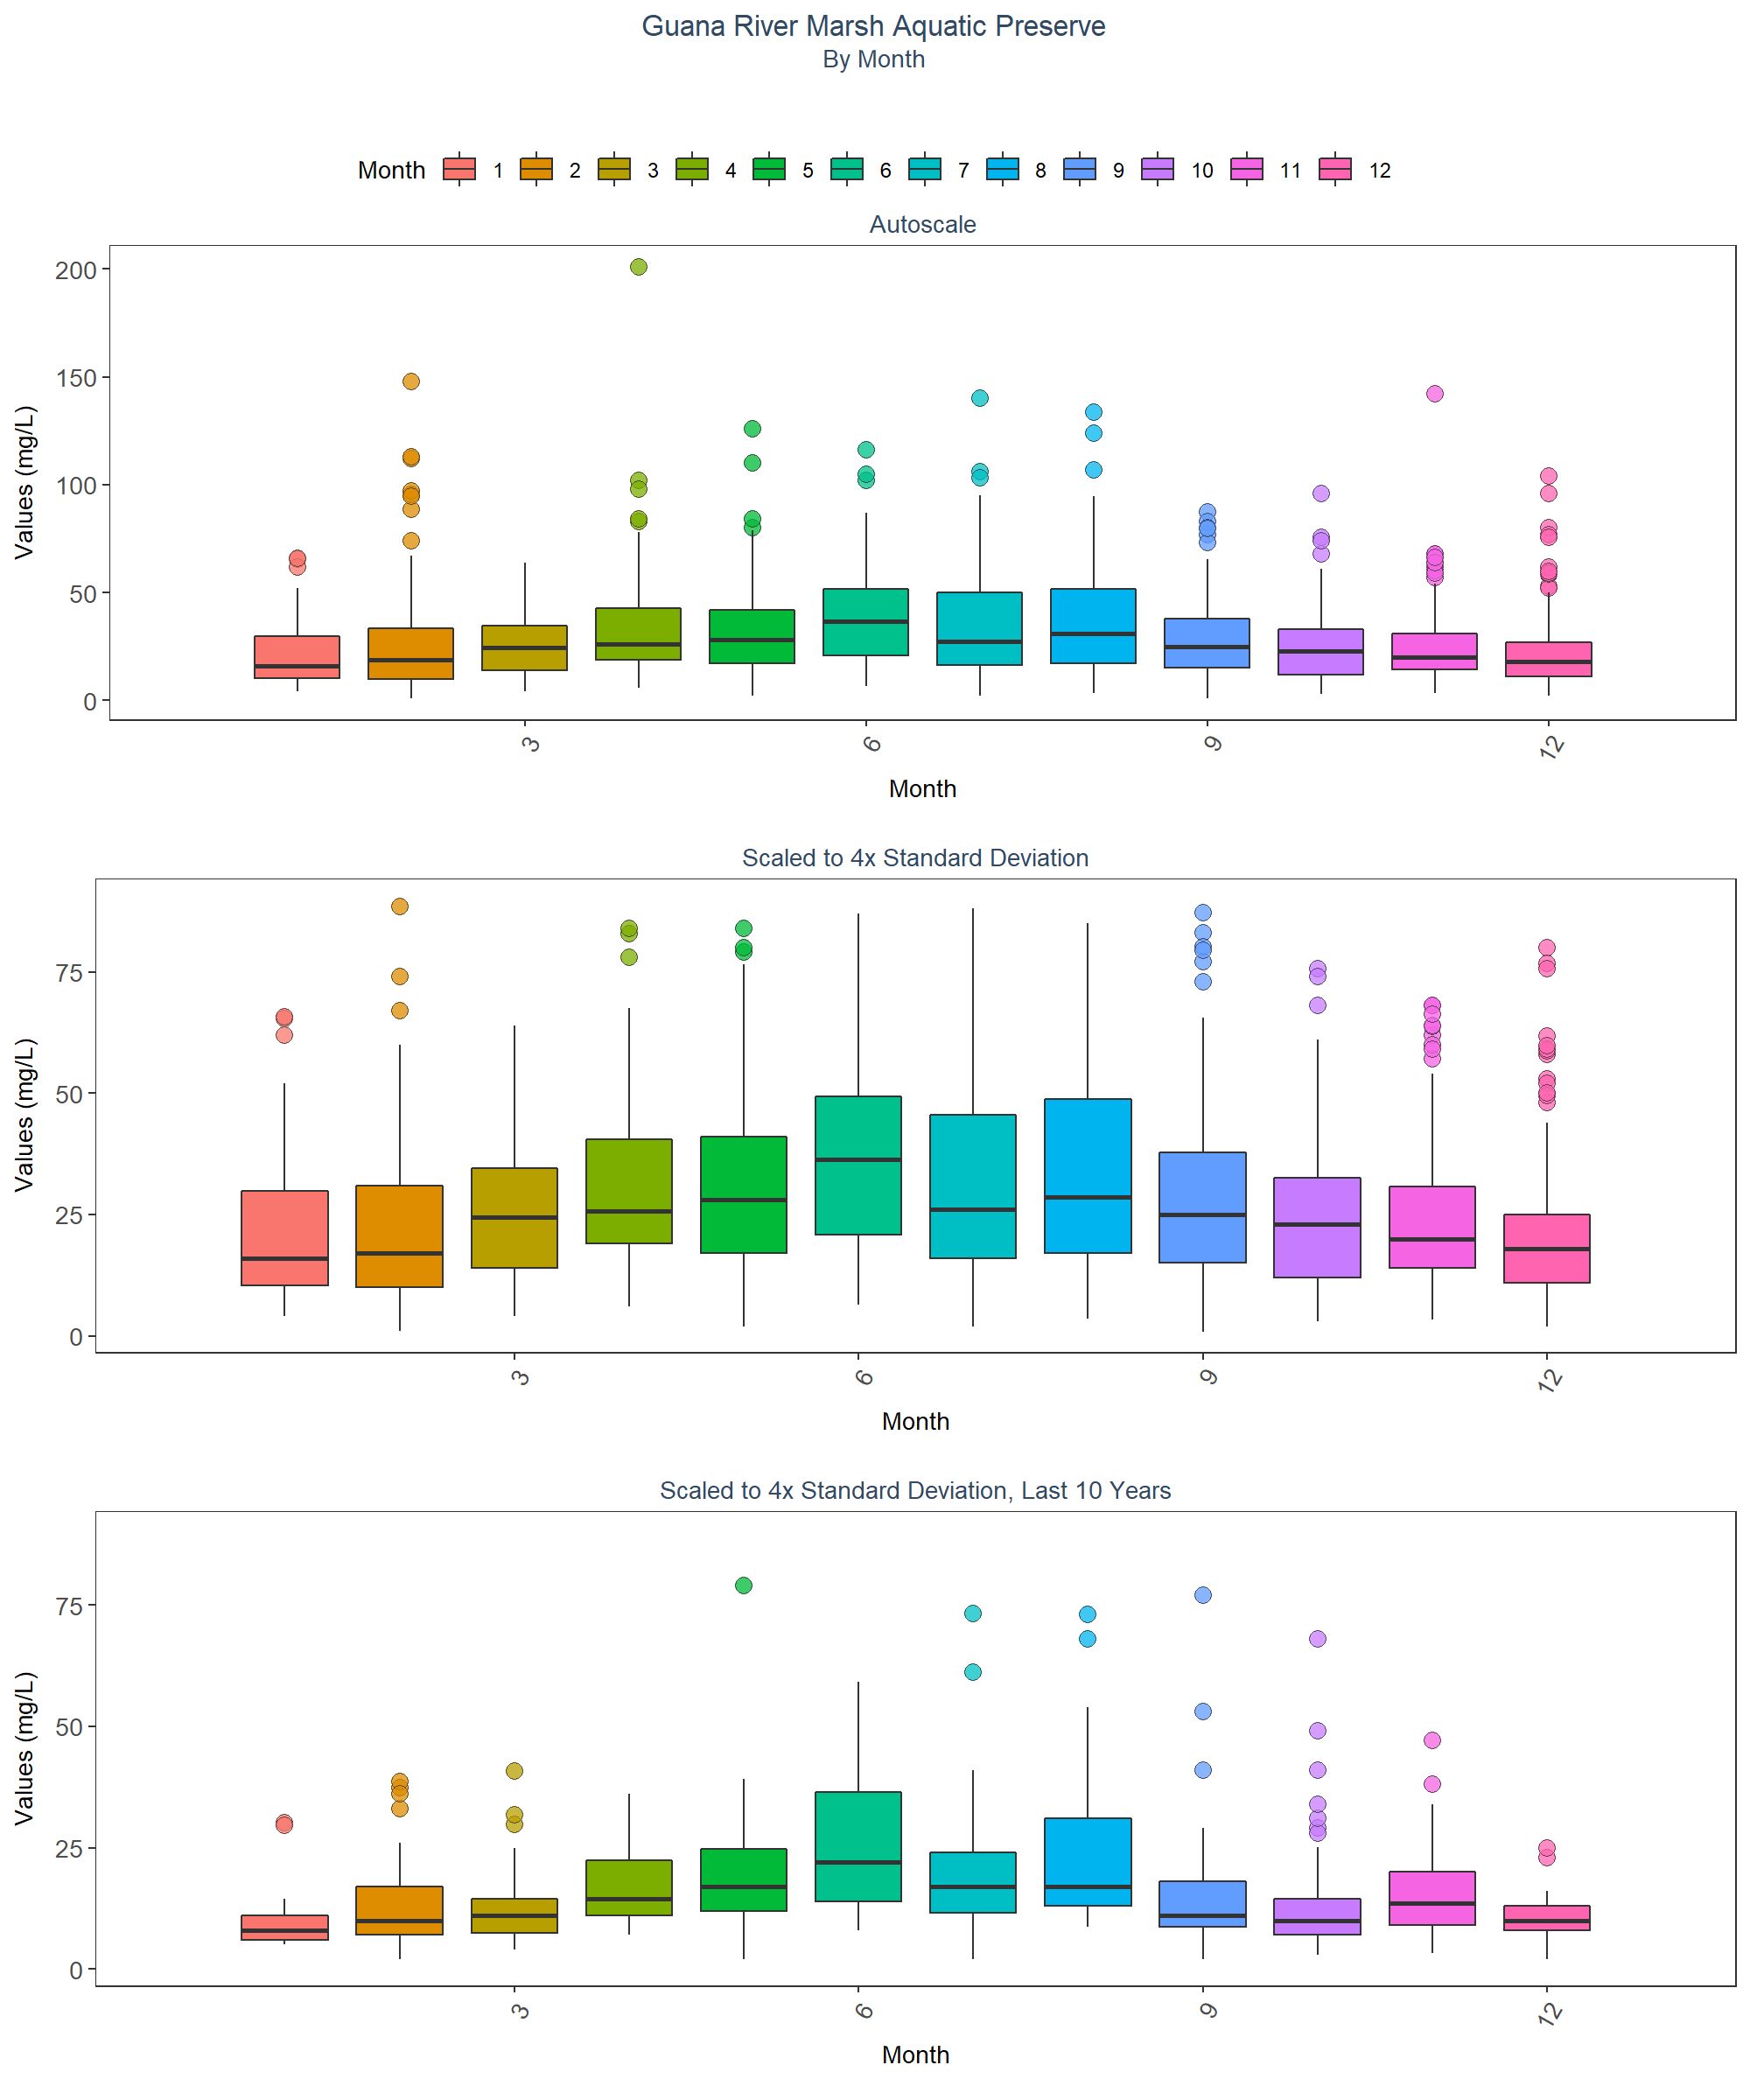 Guana River Marsh Aquatic Preserve
By Month
Month 1 2 3 4 5 6 7 8 9 10 11 12
Autoscale
200
150
100
50
0
Values (mg/L)
3 6 9 12
Month
Scaled to 4x Standard Deviation
75
50
25
0
Values (mg/L)
3 6 9 12
Month
Scaled to 4x Standard Deviation, Last 10 Years
75
50
25
0
Values (mg/L)
3 6 9 12
Month